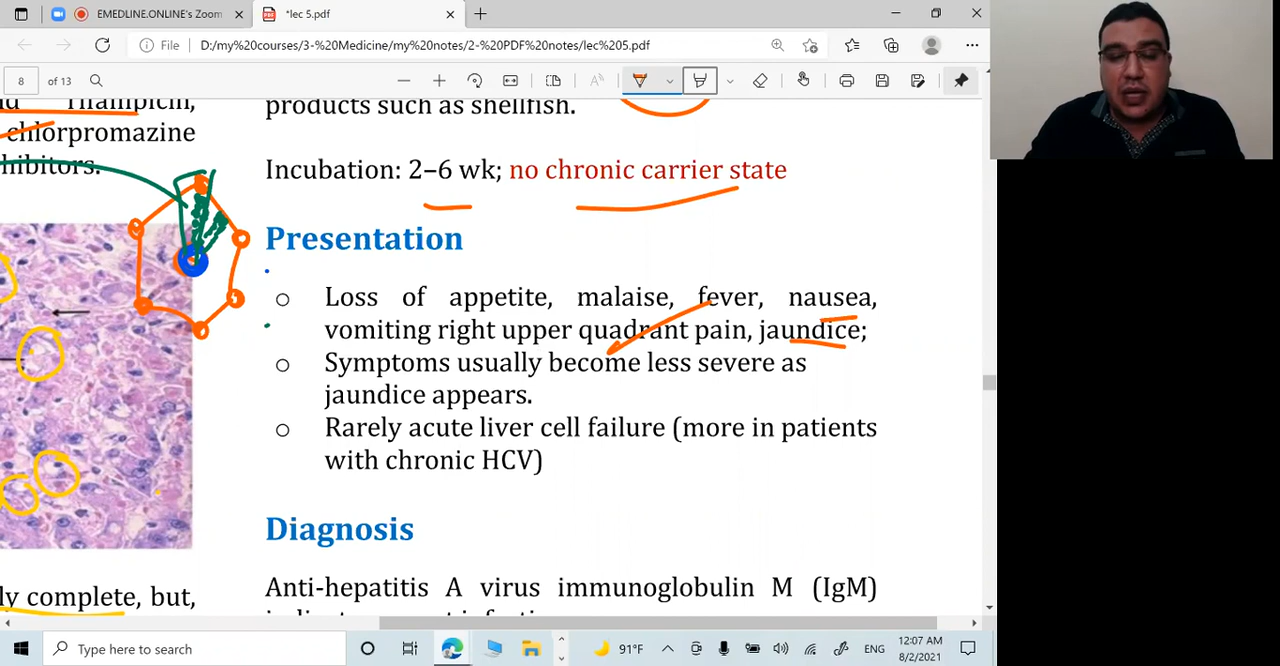 EMEDLINE.ONLINE's Zoom
*lec 5.pdf
File
D:/my%20courses/3-%20Medicine/my%20notes/2-%20PDF%20notes/lec%205.pdf
8 of 13
rifampicin,
chlorpromazine
hibitors.
ly complete, but,
products such as shellfish.
Incubation: 2–6 wk; no chronic carrier state
Presentation
o Loss of appetite, malaise, fever, nausea,
vomiting right upper quadrant pain, jaundice;
o Symptoms usually become less severe as
jaundice appears.
o Rarely acute liver cell failure (more in patients
with chronic HCV)
Diagnosis
Anti-hepatitis A virus immunoglobulin M (IgM)
Type here to search
91°F
ENG
12:07 AM
8/2/2021